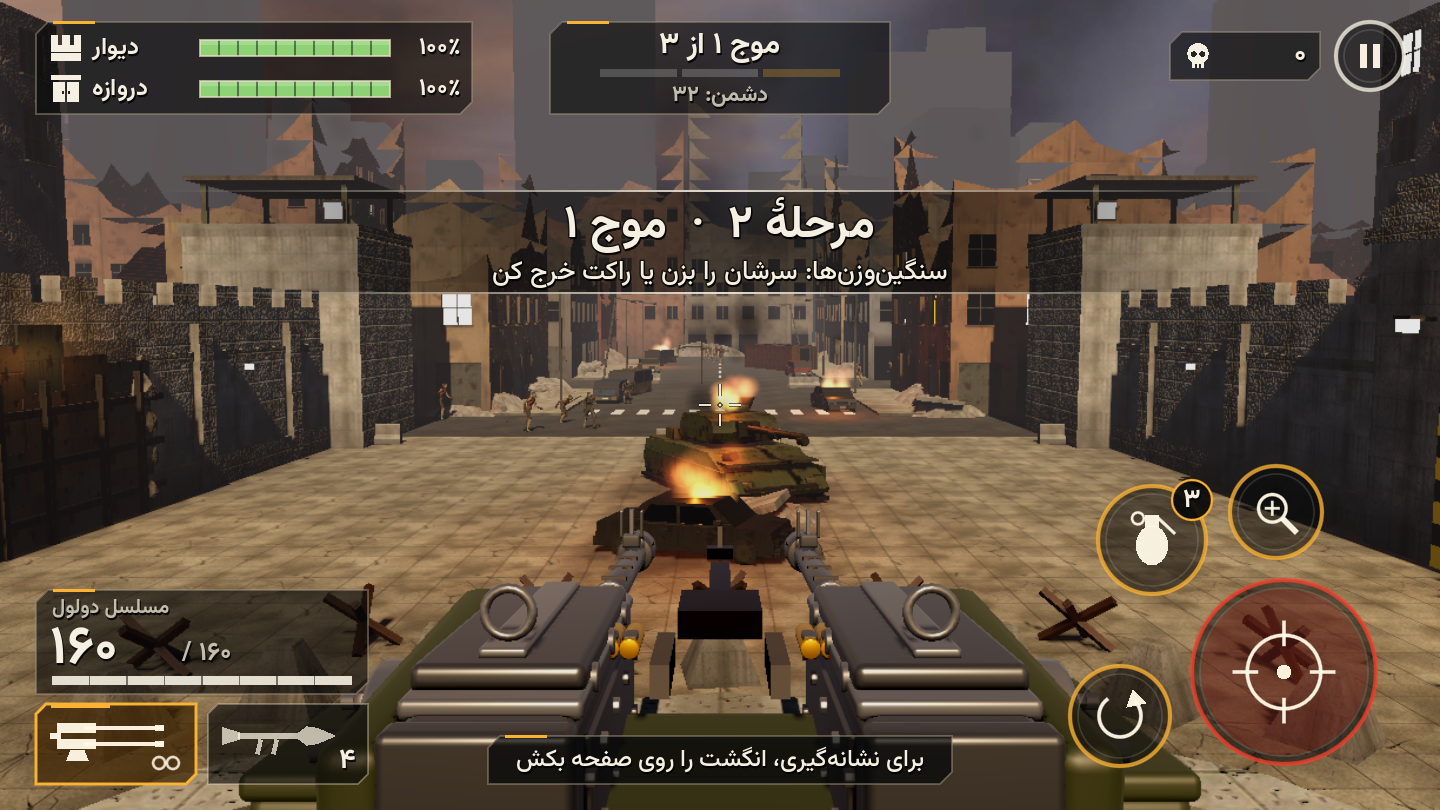 دیوار ۱۰۰٪
دروازه ۱۰۰٪
موج ۱ از ۳
دشمن: ۳۲
۰
مرحلهٔ ۲ · موج ۱
سنگین‌وزن‌ها: سرشان را بزن یا راکت خرج کن
۳
مسلسل دولول
۱۶۰ / ۱۶۰
∞
۴
برای نشانه‌گیری، انگشت را روی صفحه بکش